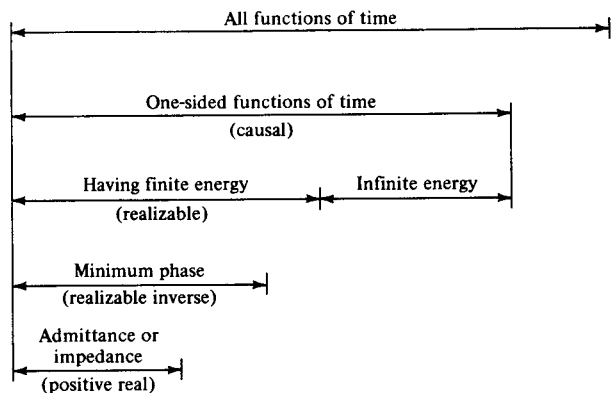 All functions of time
One-sided functions of time
(causal)
Having finite energy
Infinite energy
(realizable)
Minimum phase
(realizable inverse)
Admittance or
impedance
(positive real)